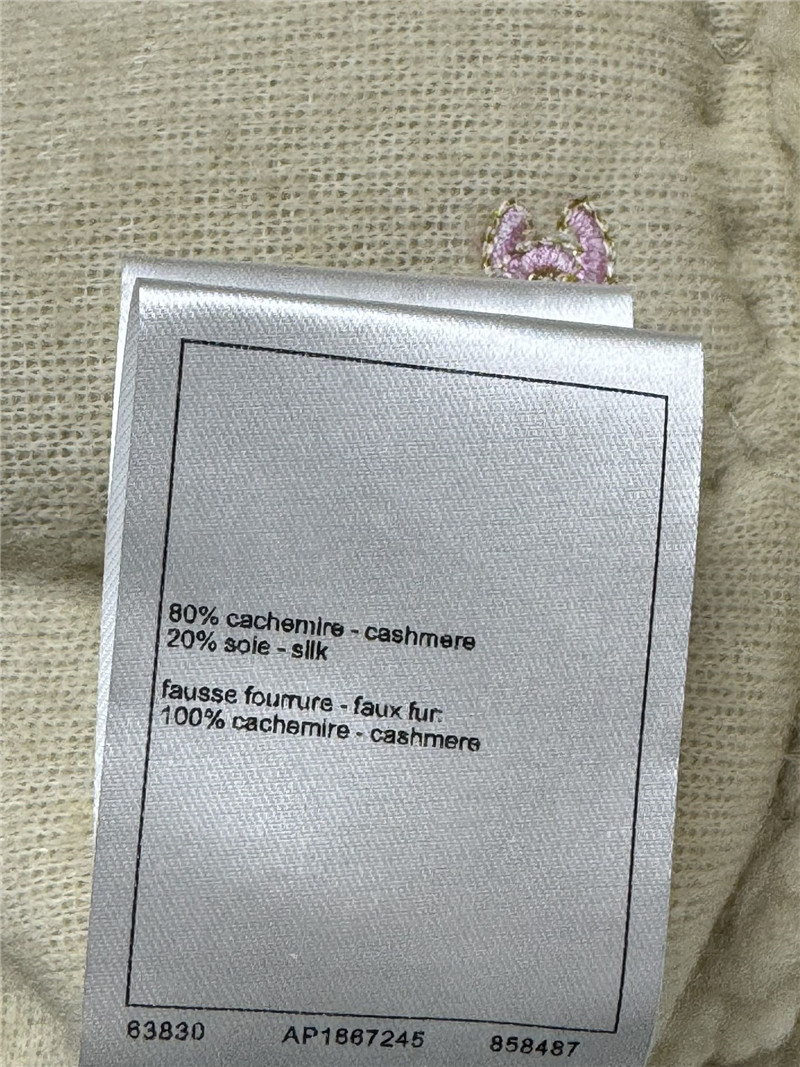 80% cachemire - cashmere
20% soie - silk
fausse fourrure - faux fur:
100% cachemire - cashmere
63830 AP1867245 858487